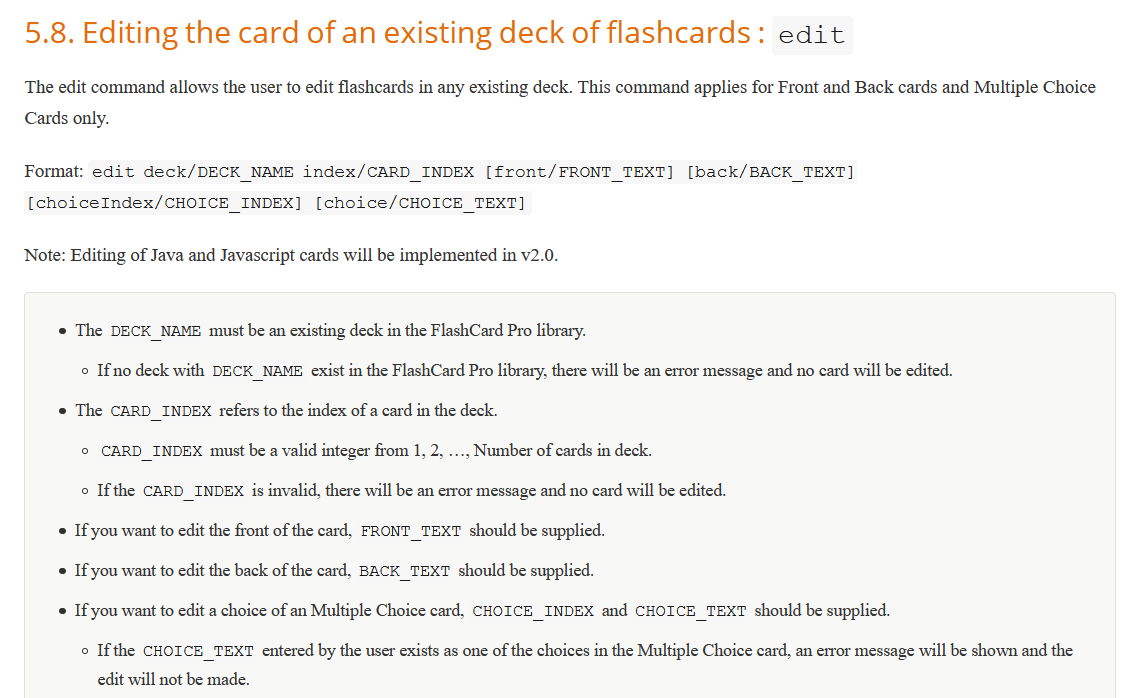 5.8. Editing the card of an existing deck of flashcards : edit
The edit command allows the user to edit flashcards in any existing deck. This command applies for Front and Back cards and Multiple Choice
Cards only.
Format: edit deck/DECK_NAME index/CARD_INDEX [front/FRONT_TEXT] [back/BACK_TEXT]
[choiceIndex/CHOICE_INDEX] [choice/CHOICE_TEXT]
Note: Editing of Java and Javascript cards will be implemented in v2.0.
• The DECK_NAME must be an existing deck in the FlashCard Pro library.
◦ If no deck with DECK_NAME exist in the FlashCard Pro library, there will be an error message and no card will be edited.
• The CARD_INDEX refers to the index of a card in the deck.
◦ CARD_INDEX must be a valid integer from 1, 2, …, Number of cards in deck.
◦ If the CARD_INDEX is invalid, there will be an error message and no card will be edited.
• If you want to edit the front of the card, FRONT_TEXT should be supplied.
• If you want to edit the back of the card, BACK_TEXT should be supplied.
• If you want to edit a choice of an Multiple Choice card, CHOICE_INDEX and CHOICE_TEXT should be supplied.
◦ If the CHOICE_TEXT entered by the user exists as one of the choices in the Multiple Choice card, an error message will be shown and the
edit will not be made.